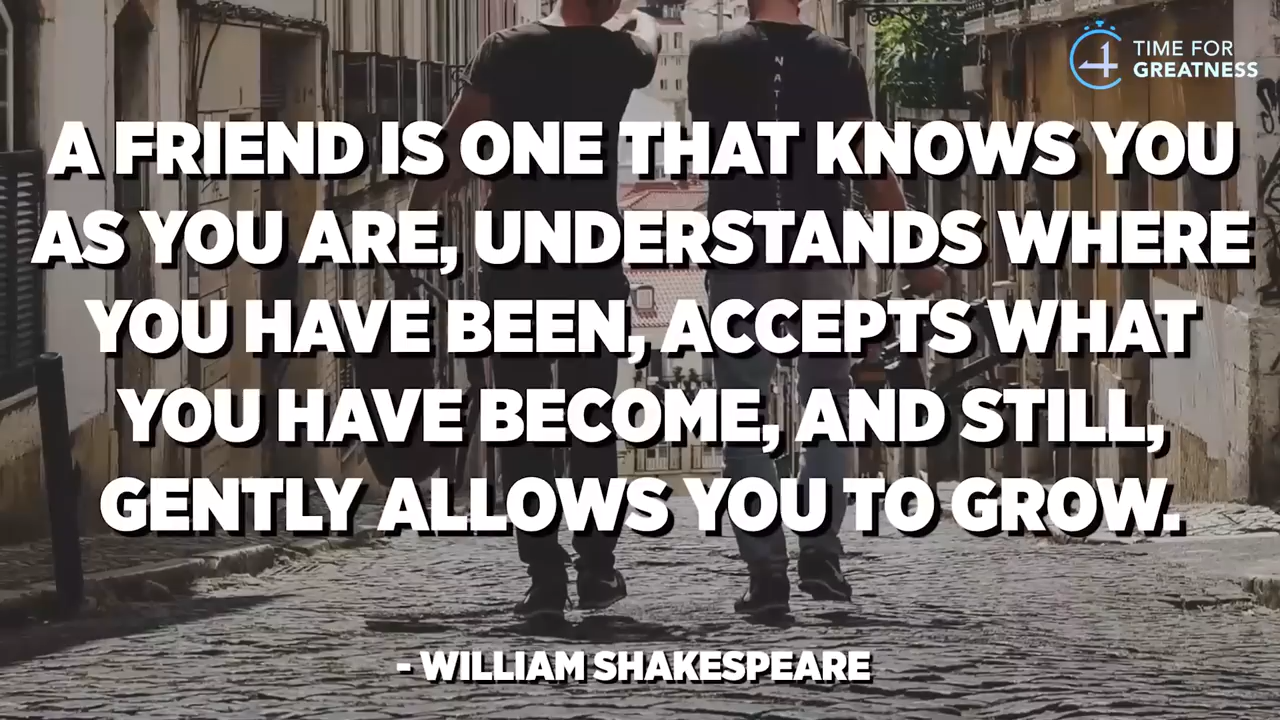 TIME FOR
GREATNESS
A FRIEND IS ONE THAT KNOWS YOU
AS YOU ARE, UNDERSTANDS WHERE
YOU HAVE BEEN, ACCEPTS WHAT
YOU HAVE BECOME, AND STILL,
GENTLY ALLOWS YOU TO GROW.
- WILLIAM SHAKESPEARE